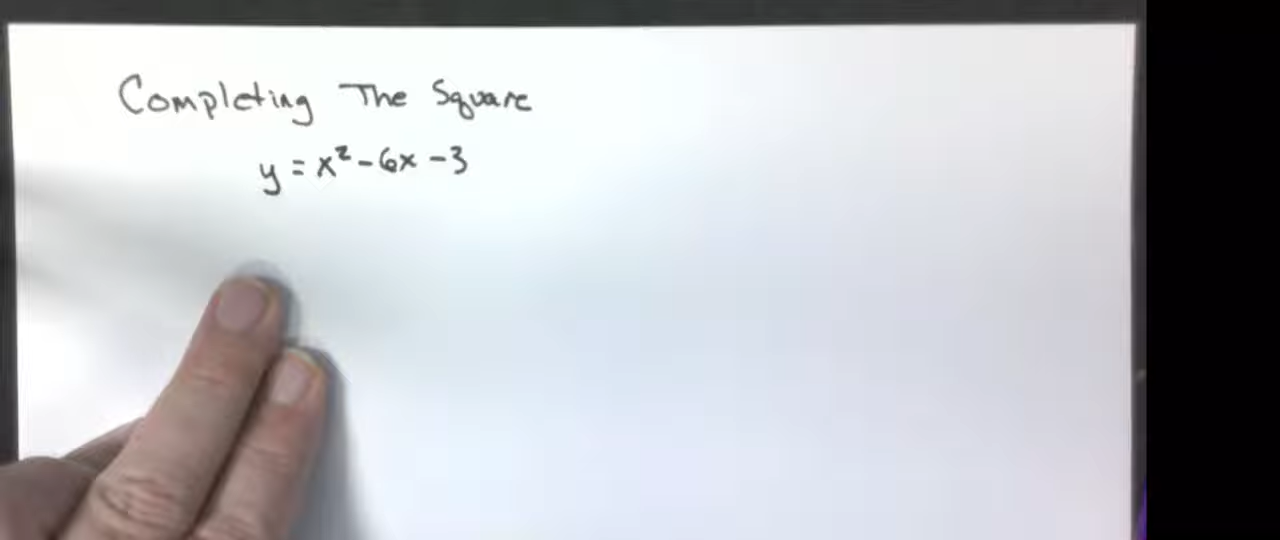 Completing The Square
y = x² - 6x - 3